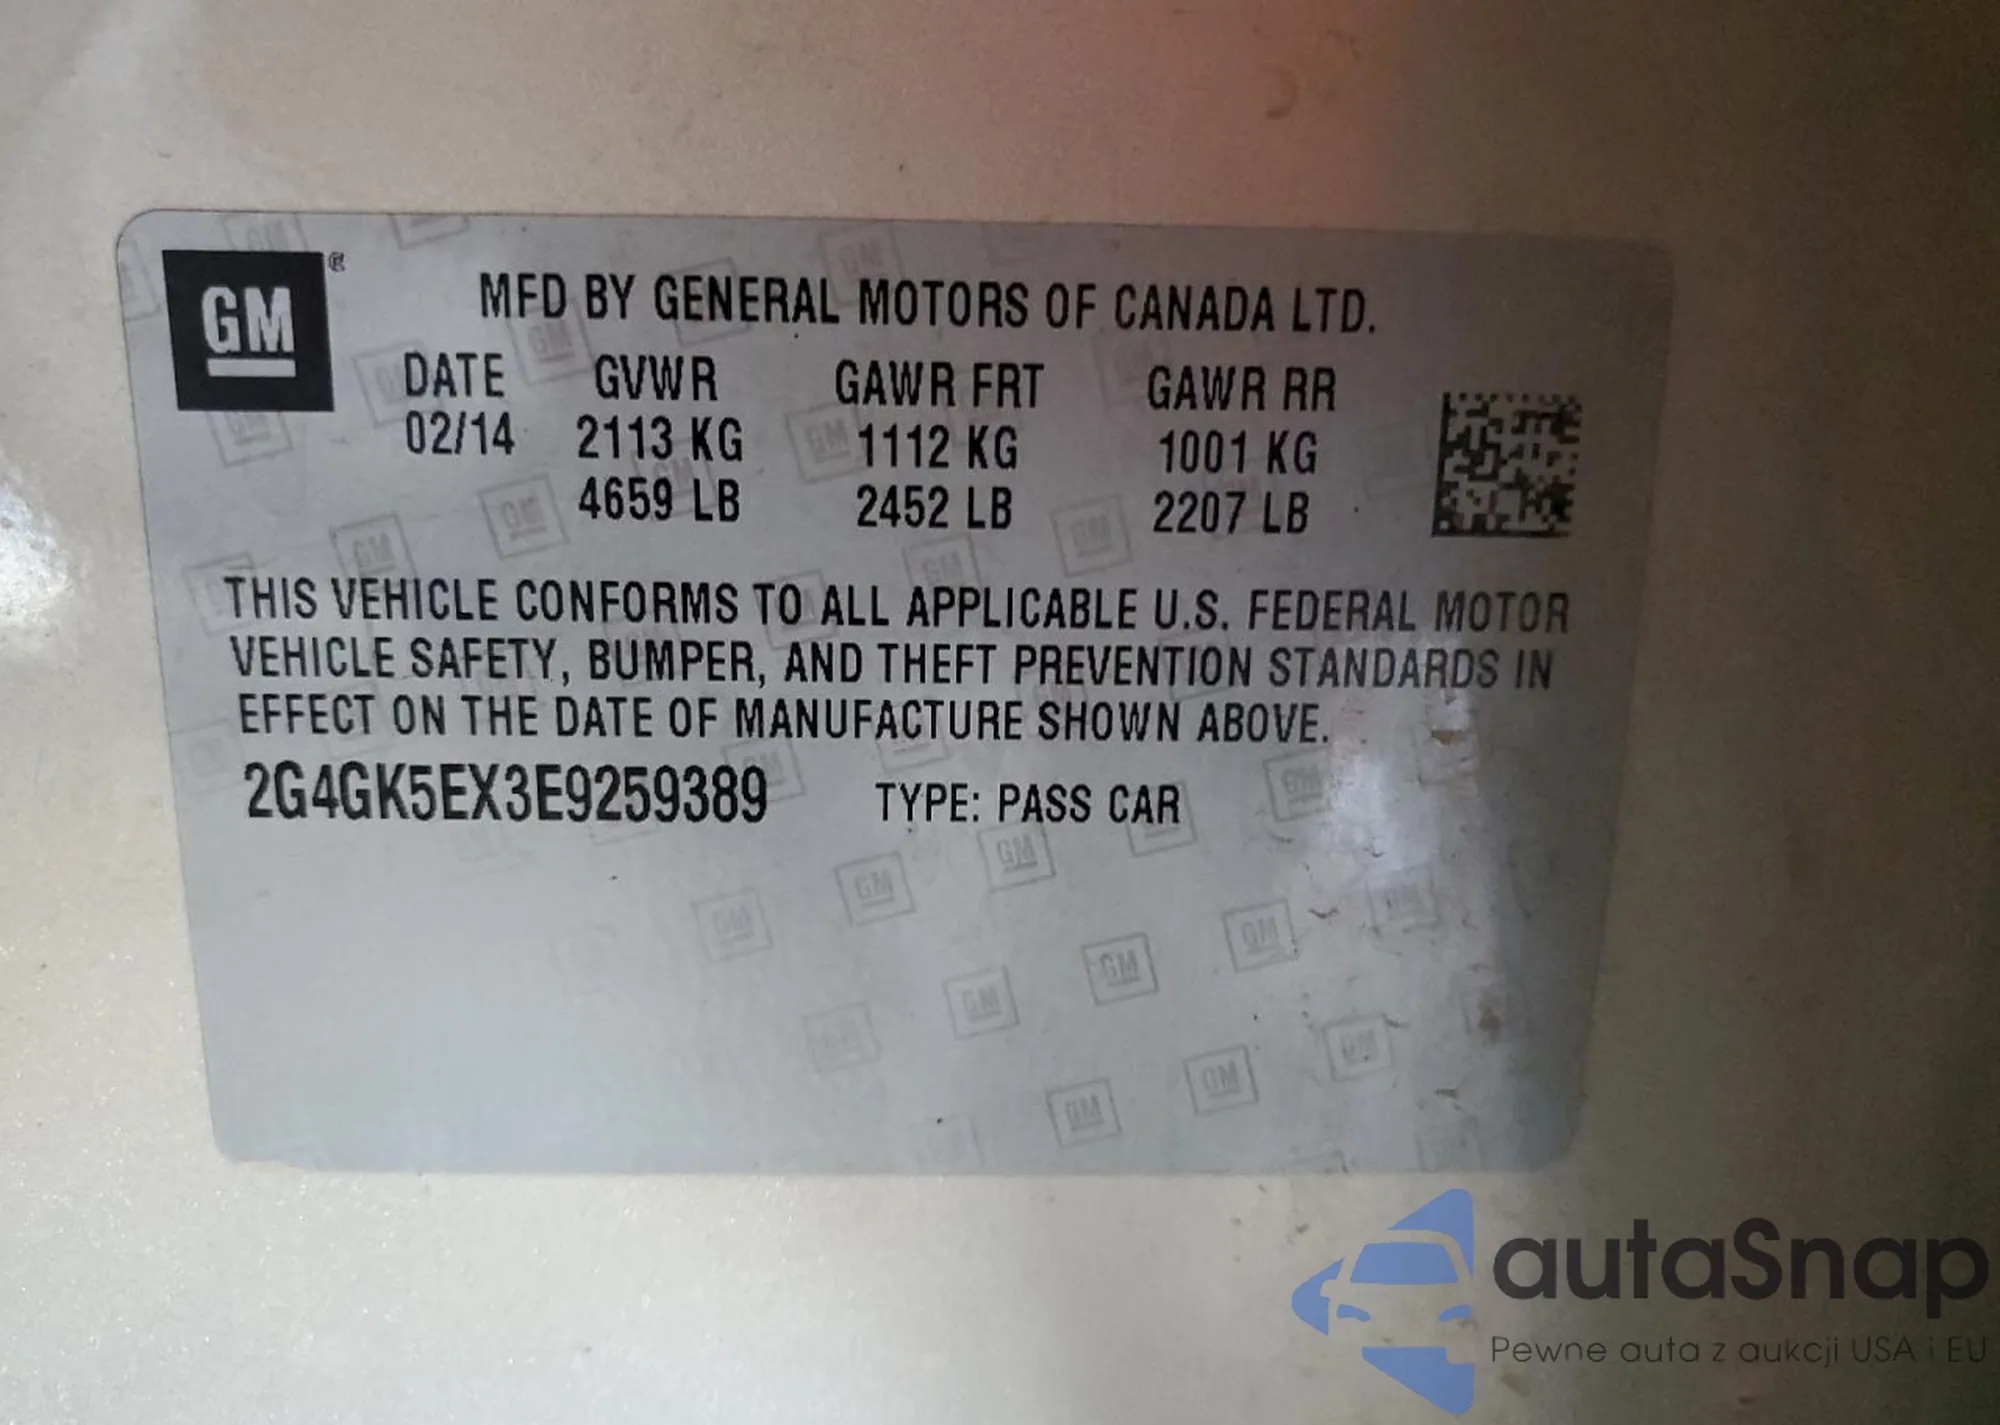 GM ®
MFD BY GENERAL MOTORS OF CANADA LTD.
DATE GVWR GAWR FRT GAWR RR
02/14 2113 KG 1112 KG 1001 KG
4659 LB 2452 LB 2207 LB
THIS VEHICLE CONFORMS TO ALL APPLICABLE U.S. FEDERAL MOTOR
VEHICLE SAFETY, BUMPER, AND THEFT PREVENTION STANDARDS IN
EFFECT ON THE DATE OF MANUFACTURE SHOWN ABOVE.
2G4GK5EX3E9259389 TYPE: PASS CAR
autaSnap
Pewne auta z aukcji USA i EU